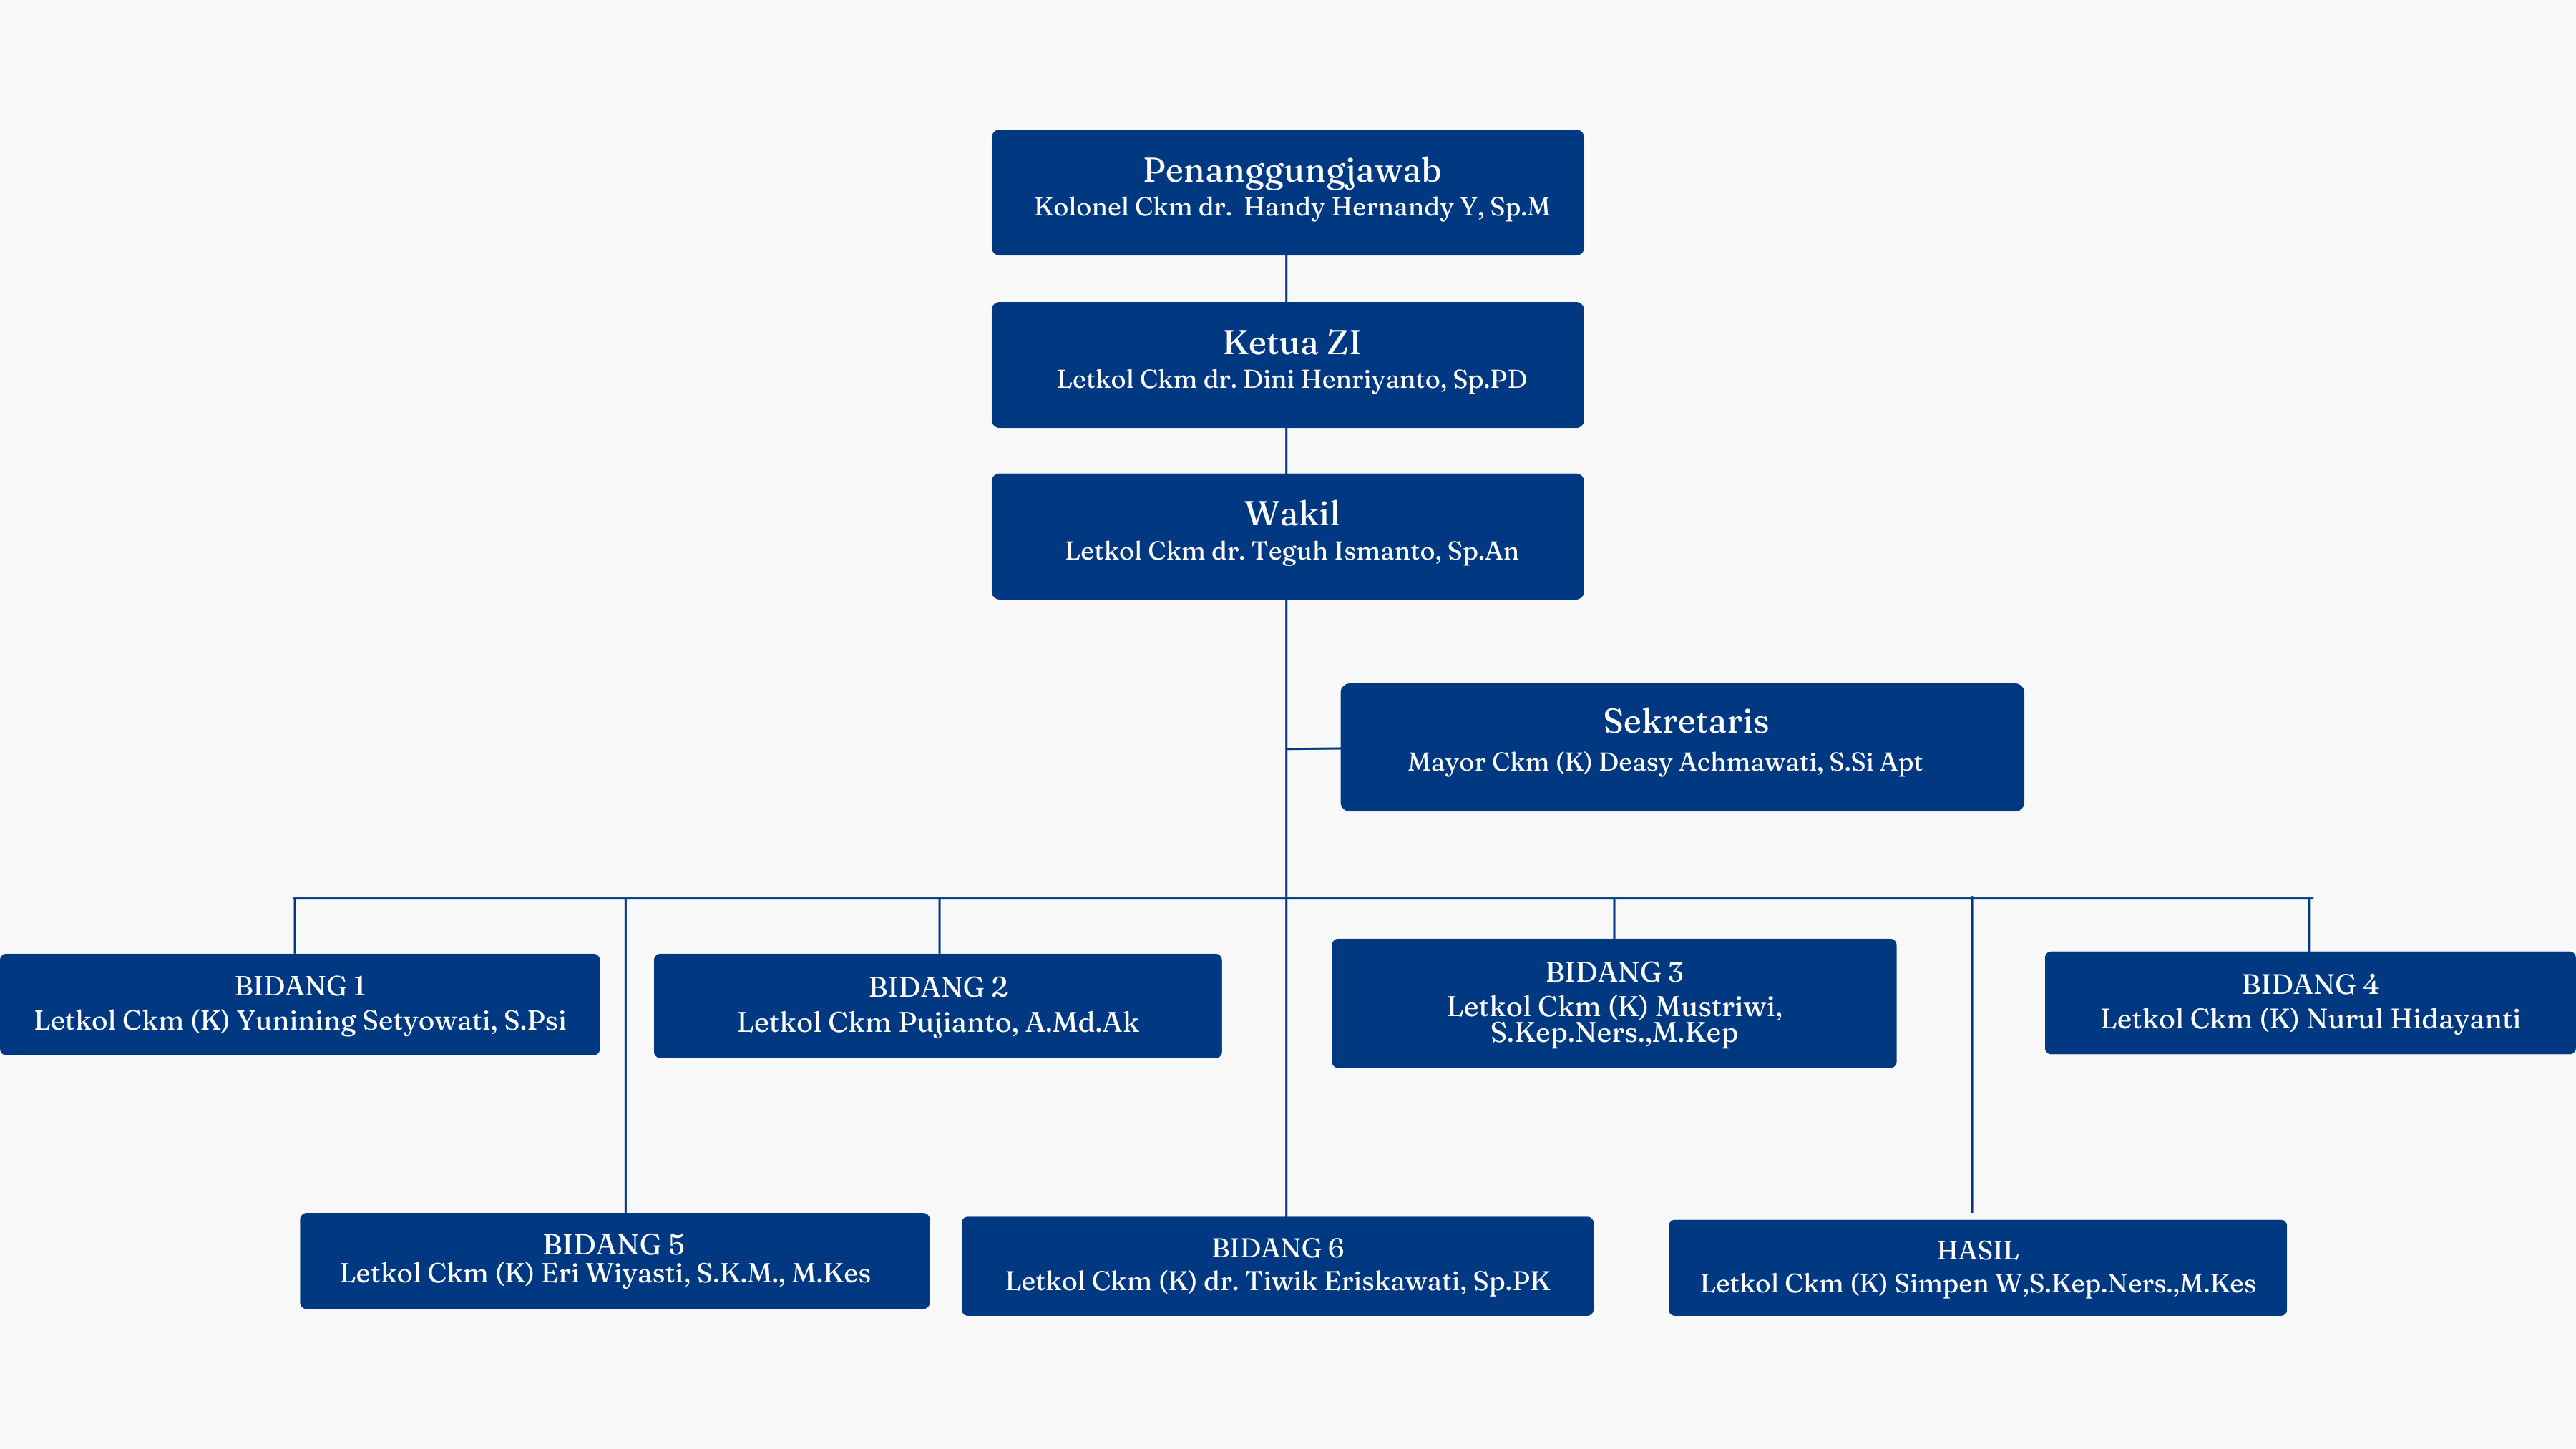 Penanggungjawab
Kolonel Ckm dr.  Handy Hernandy Y, Sp.M
Ketua ZI
Letkol Ckm dr. Dini Henriyanto, Sp.PD
Wakil
Letkol Ckm dr. Teguh Ismanto, Sp.An
Sekretaris
Mayor Ckm (K) Deasy Achmawati, S.Si Apt
BIDANG 1
Letkol Ckm (K) Yunining Setyowati, S.Psi
BIDANG 2
Letkol Ckm Pujianto, A.Md.Ak
BIDANG 3
Letkol Ckm (K) Mustriwi,
S.Kep.Ners.,M.Kep
BIDANG 4
Letkol Ckm (K) Nurul Hidayanti
BIDANG 5
Letkol Ckm (K) Eri Wiyasti, S.K.M., M.Kes
BIDANG 6
Letkol Ckm (K) dr. Tiwik Eriskawati, Sp.PK
HASIL
Letkol Ckm (K) Simpen W,S.Kep.Ners.,M.Kes